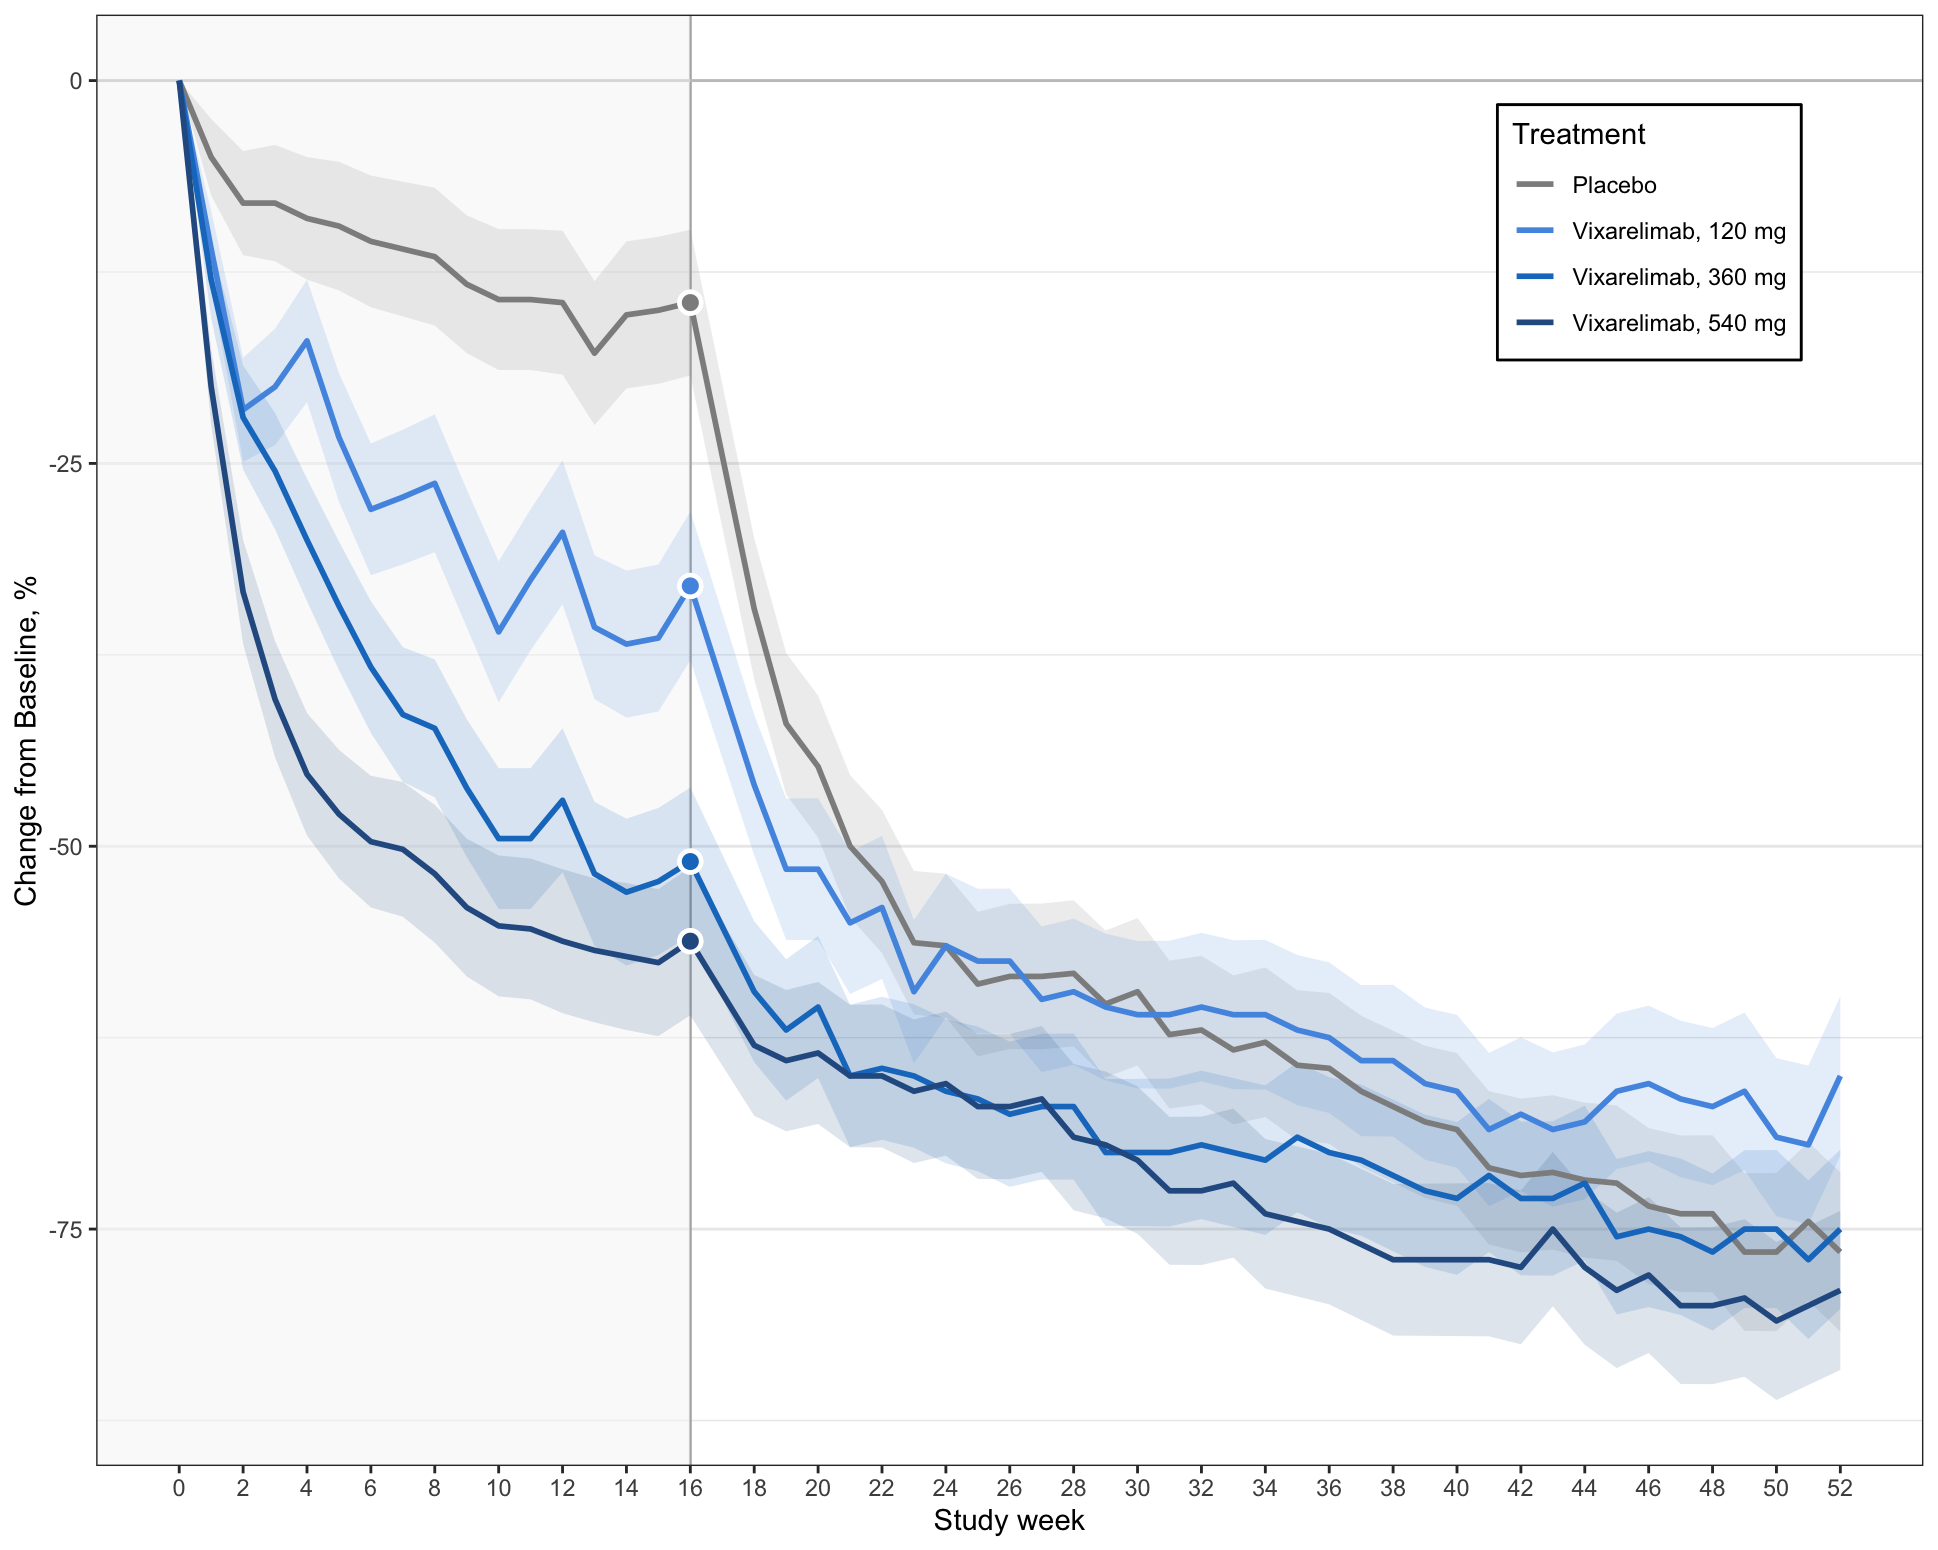 0
-25
-50
-75
Change from Baseline, %
Treatment
Placebo
Vixarelimab, 120 mg
Vixarelimab, 360 mg
Vixarelimab, 540 mg
0 2 4 6 8 10 12 14 16 18 20 22 24 26 28 30 32 34 36 38 40 42 44 46 48 50 52
Study week